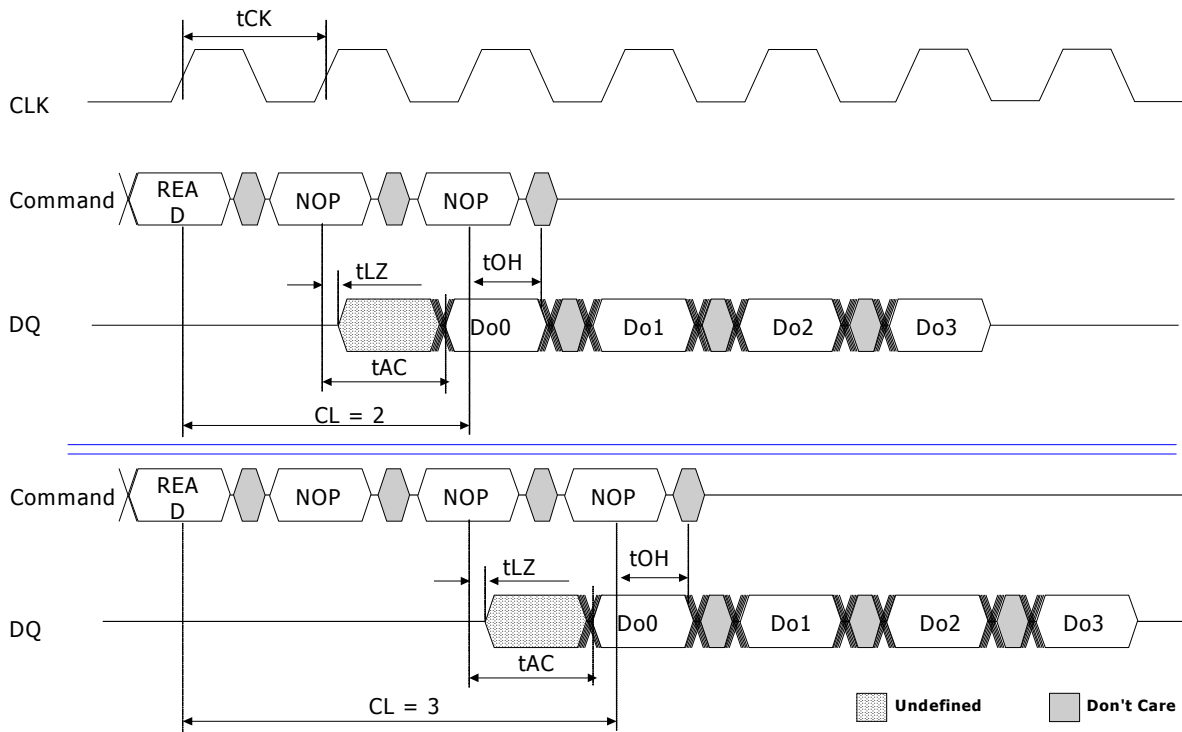 tCK
CLK
Command
REA
D
NOP
NOP
tLZ
tOH
DQ
Do0
Do1
Do2
Do3
tAC
CL = 2
Command
REA
D
NOP
NOP
NOP
tLZ
tOH
DQ
Do0
Do1
Do2
Do3
tAC
CL = 3
Undefined
Don't Care